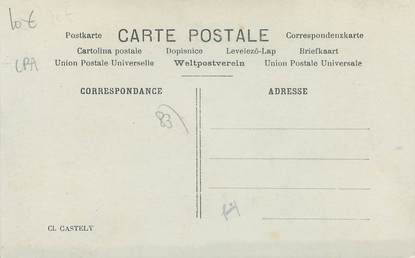 10€
Postkarte CARTE POSTALE Correspondenzkarte
CPA
Cartolina postale Dopisnice Levelező-Lap Briefkaart
Union Postale Universelle Weltpostverein Union Postale Universale
CORRESPONDANCE ADRESSE
83
Cl. CASTELY